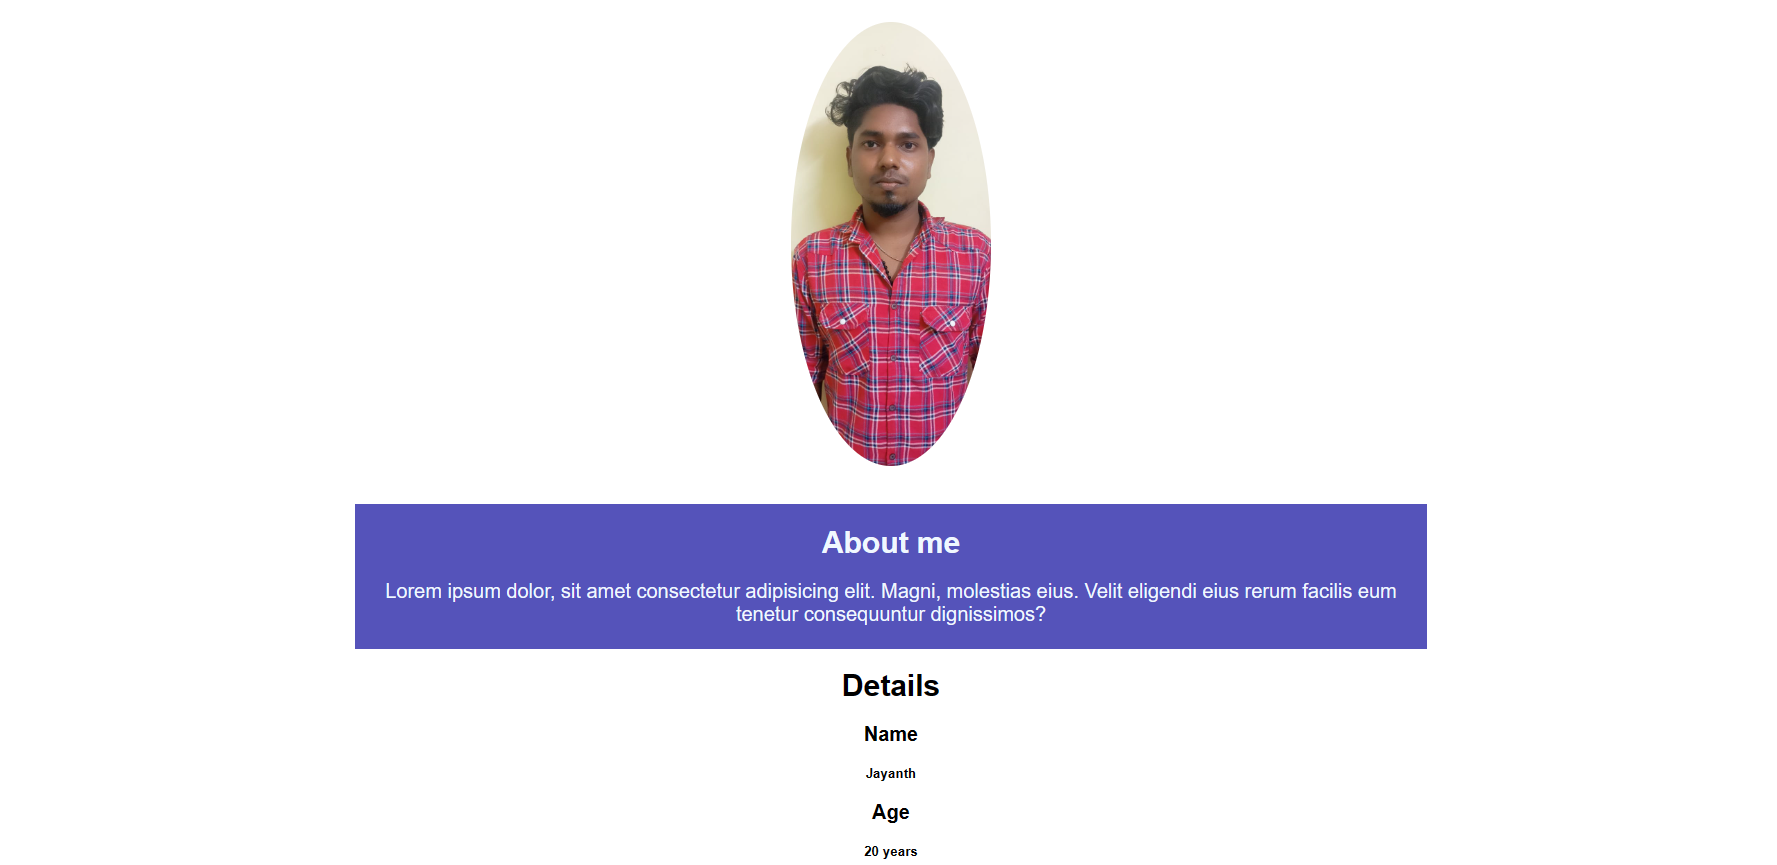 About me
Lorem ipsum dolor, sit amet consectetur adipisicing elit. Magni, molestias eius. Velit eligendi eius rerum facilis eum
tenetur consequuntur dignissimos?
Details
Name
Jayanth
Age
20 years